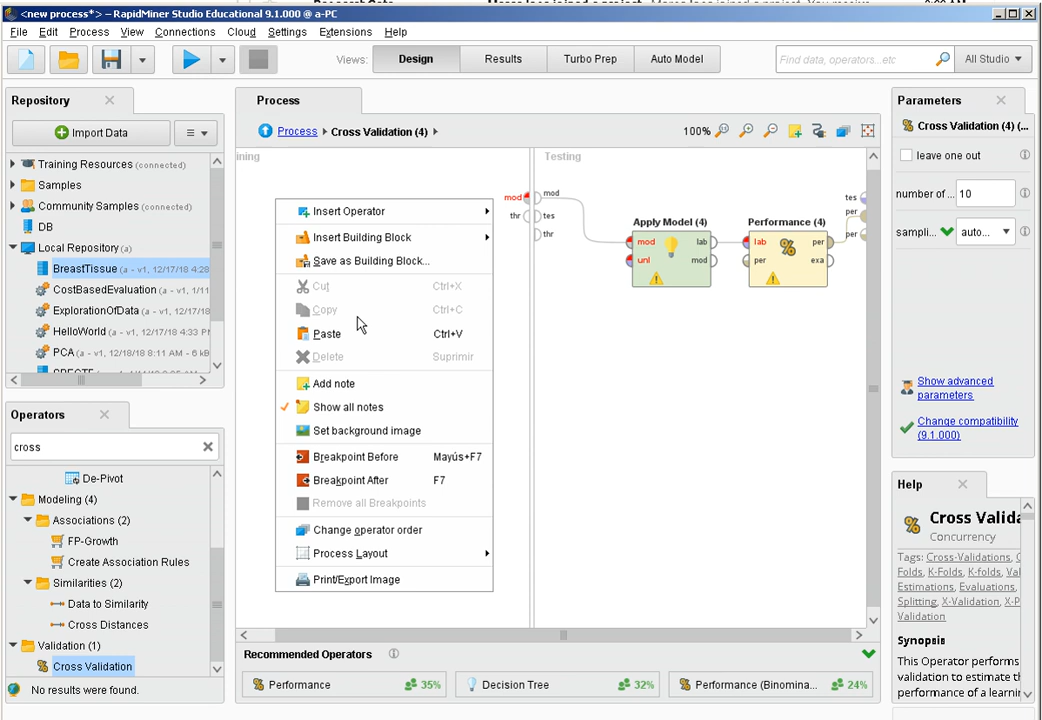 <new process*> – RapidMiner Studio Educational 9.1.000 @ a-PC
File Edit Process View Connections Cloud Settings Extensions Help
Views: Design Results Turbo Prep Auto Model Find data, operators...etc All Studio
Repository
Import Data
Training Resources (connected)
Samples
Community Samples (connected)
DB
Local Repository (a)
BreastTissue (a - v1, 12/17/18 4:28
CostBasedEvaluation (a - v1, 1/11
ExplorationOfData (a - v1, 12/17/18
HelloWorld (a - v1, 12/17/18 4:33 P
PCA (a - v1, 12/18/18 8:11 AM - 6 kB
Operators
cross
De-Pivot
Modeling (4)
Associations (2)
FP-Growth
Create Association Rules
Similarities (2)
Data to Similarity
Cross Distances
Validation (1)
Cross Validation
No results were found.
Process
Process Cross Validation (4) 100%
ining
Testing
mod
thr
mod
tes
thr
Apply Model (4)
mod lab
unl mod
Performance (4)
lab per
per exa
tes
per
per
Insert Operator
Insert Building Block
Save as Building Block...
Cut Ctrl+X
Copy Ctrl+C
Paste Ctrl+V
Delete Suprimir
Add note
Show all notes
Set background image
Breakpoint Before Mayús+F7
Breakpoint After F7
Remove all Breakpoints
Change operator order
Process Layout
Print/Export Image
Recommended Operators
Performance 35%
Decision Tree 32%
Performance (Binomina... 24%
Parameters
Cross Validation (4) (...
leave one out
number of ... 10
sampli... auto...
Show advanced
parameters
Change compatibility
(9.1.000)
Help
Cross Valida
Concurrency
Tags: Cross-Validations, C
Folds, K-Folds, K-folds, Val
Estimations, Evaluations,
Splitting, X-Validation, X-P
Validation
Synopsis
This Operator performs
validation to estimate th
performance of a learnin